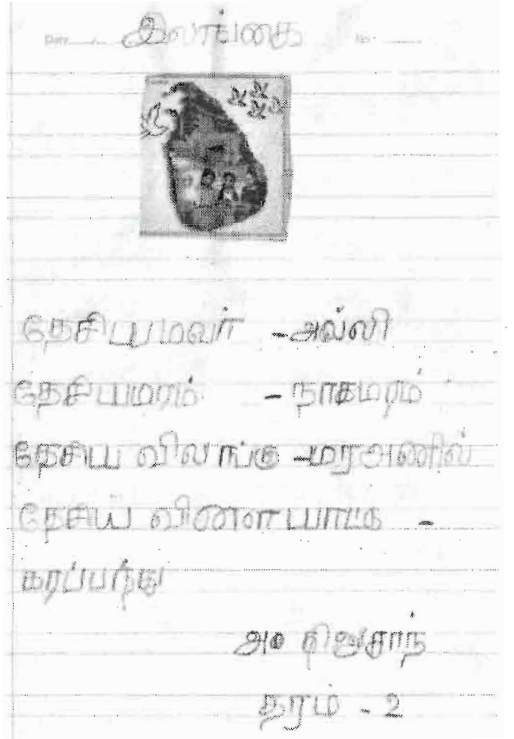 Date இலங்கை No
தேசியமலர் - அல்லி
தேசியமரம் - நாகமரம்
தேசிய விலங்கு - மரஅணில்
தேசிய விளையாட்டு -
கரப்பந்து
அ. தினுசாந்
தரம் - 2